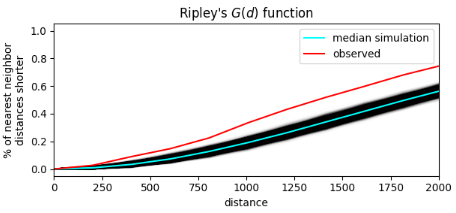 Ripley's G(d) function
median simulation
observed
% of nearest neighbor
distances shorter
1.0
0.8
0.6
0.4
0.2
0.0
0 250 500 750 1000 1250 1500 1750 2000
distance